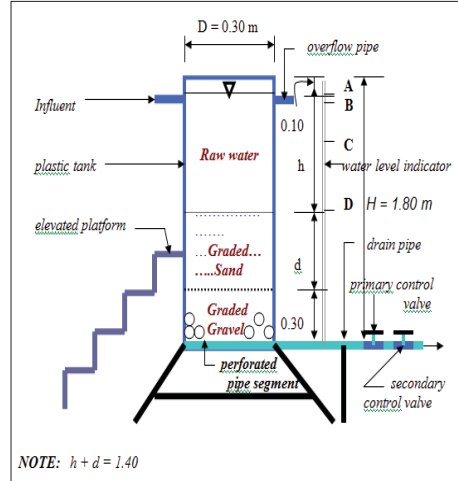 D = 0.30 m
overflow pipe
Influent
A
B
0.10
C
Raw water
plastic tank
h
water level indicator
D
H = 1.80 m
elevated platform
drain pipe
Graded…
…..Sand
d
primary control
valve
Graded
Gravel
0.30
perforated
pipe segment
secondary
control valve
NOTE: h + d = 1.40